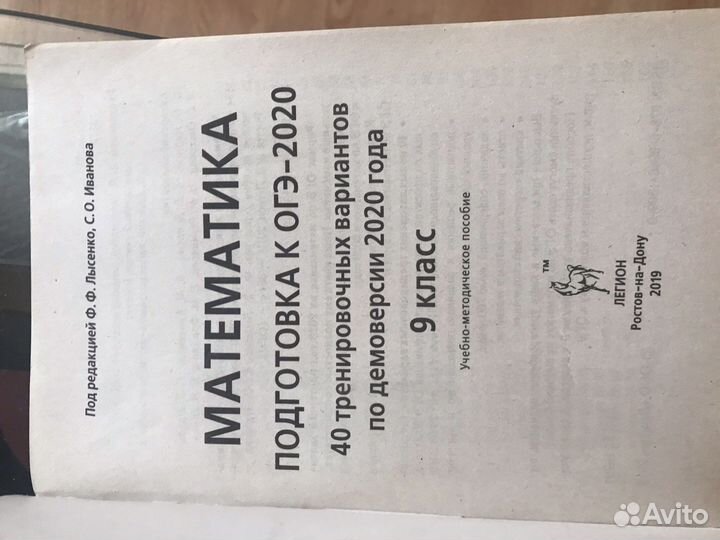 Под редакцией Ф. Ф. Лысенко, С. О. Иванова
МАТЕМАТИКА
ПОДГОТОВКА К ОГЭ–2020
40 тренировочных вариантов
по демоверсии 2020 года
9 класс
Учебно-методическое пособие
TM
ЛЕГИОН
Ростов-на-Дону
2019
Avito